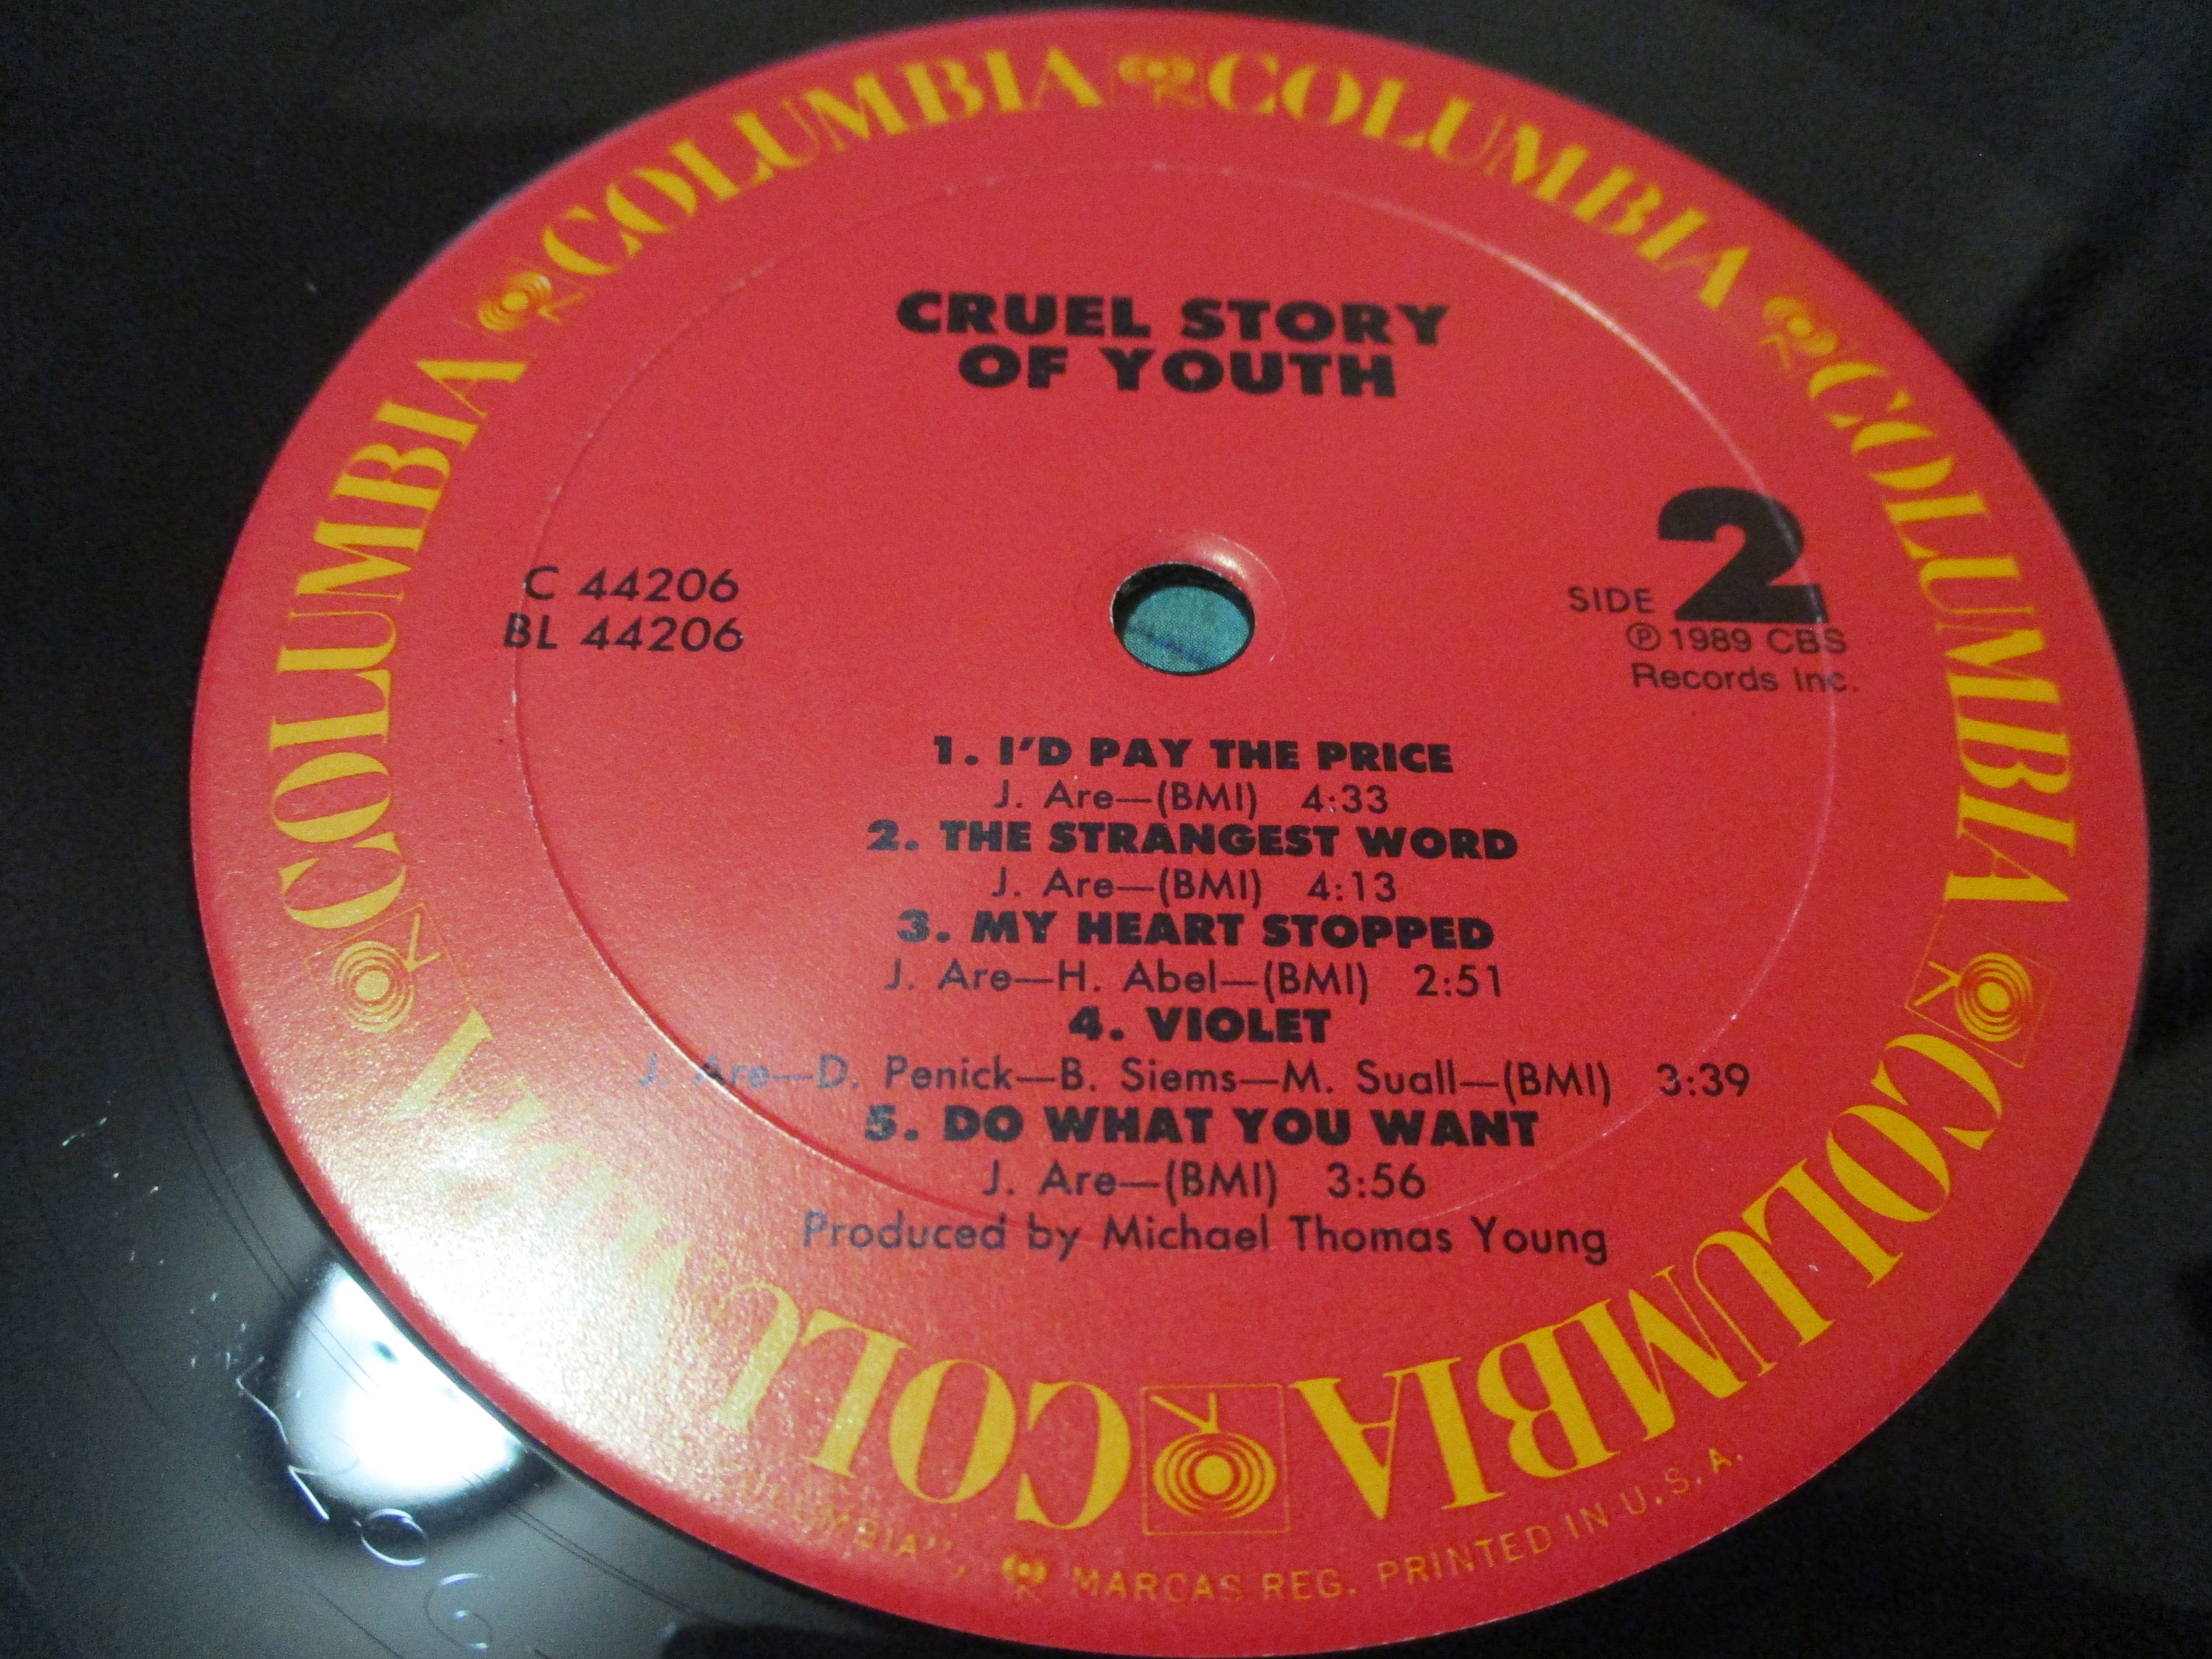 COLUMBIA COLUMBIA COLUMBIA COLUMBIA COLUMBIA COLU
CRUEL STORY
OF YOUTH
C 44206
BL 44206
SIDE 2
Ⓟ 1989 CBS
Records Inc.
1. I'D PAY THE PRICE
J. Are—(BMI) 4:33
2. THE STRANGEST WORD
J. Are—(BMI) 4:13
3. MY HEART STOPPED
J. Are—H. Abel—(BMI) 2:51
4. VIOLET
J. Are—D. Penick—B. Siems—M. Suall—(BMI) 3:39
5. DO WHAT YOU WANT
J. Are—(BMI) 3:56
Produced by Michael Thomas Young
COLUMBIA", MARCAS REG. PRINTED IN U.S.A.